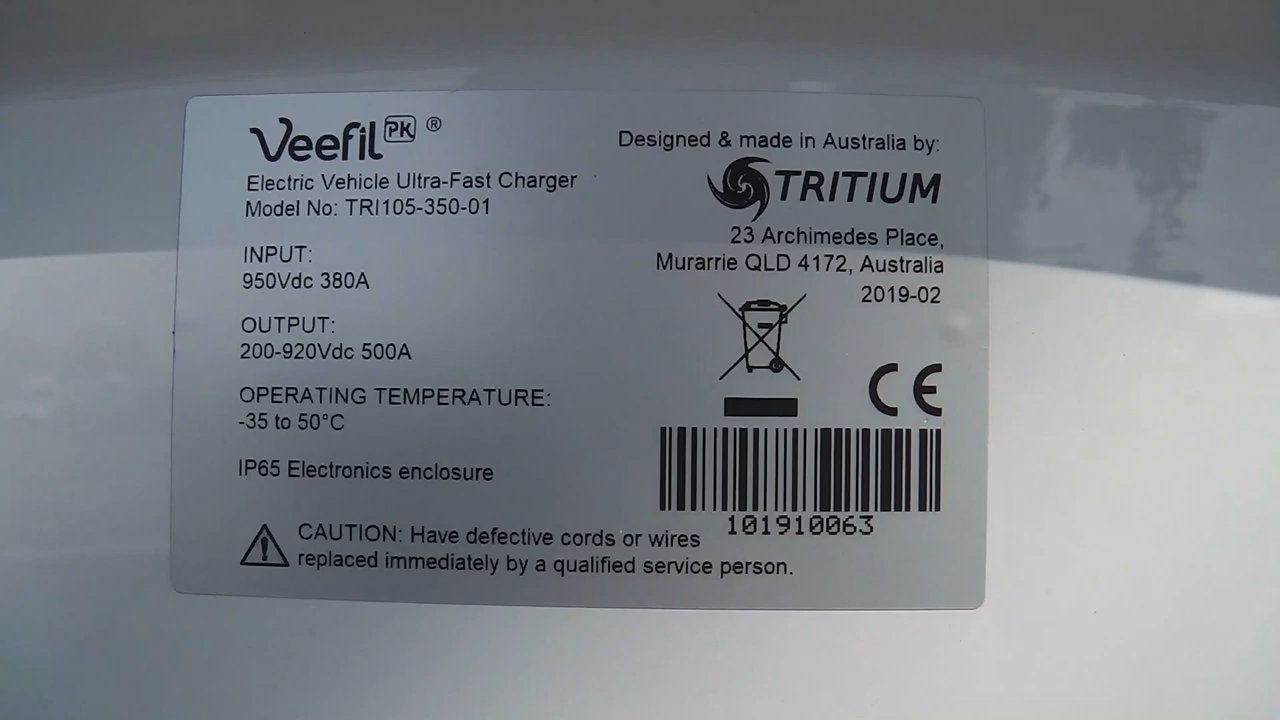 Veefil PK ®
Electric Vehicle Ultra-Fast Charger
Model No: TRI105-350-01
INPUT:
950Vdc 380A
OUTPUT:
200-920Vdc 500A
OPERATING TEMPERATURE:
-35 to 50°C
IP65 Electronics enclosure
CAUTION: Have defective cords or wires
replaced immediately by a qualified service person.
Designed & made in Australia by:
TRITIUM
23 Archimedes Place,
Murarrie QLD 4172, Australia
2019-02
CE
101910063